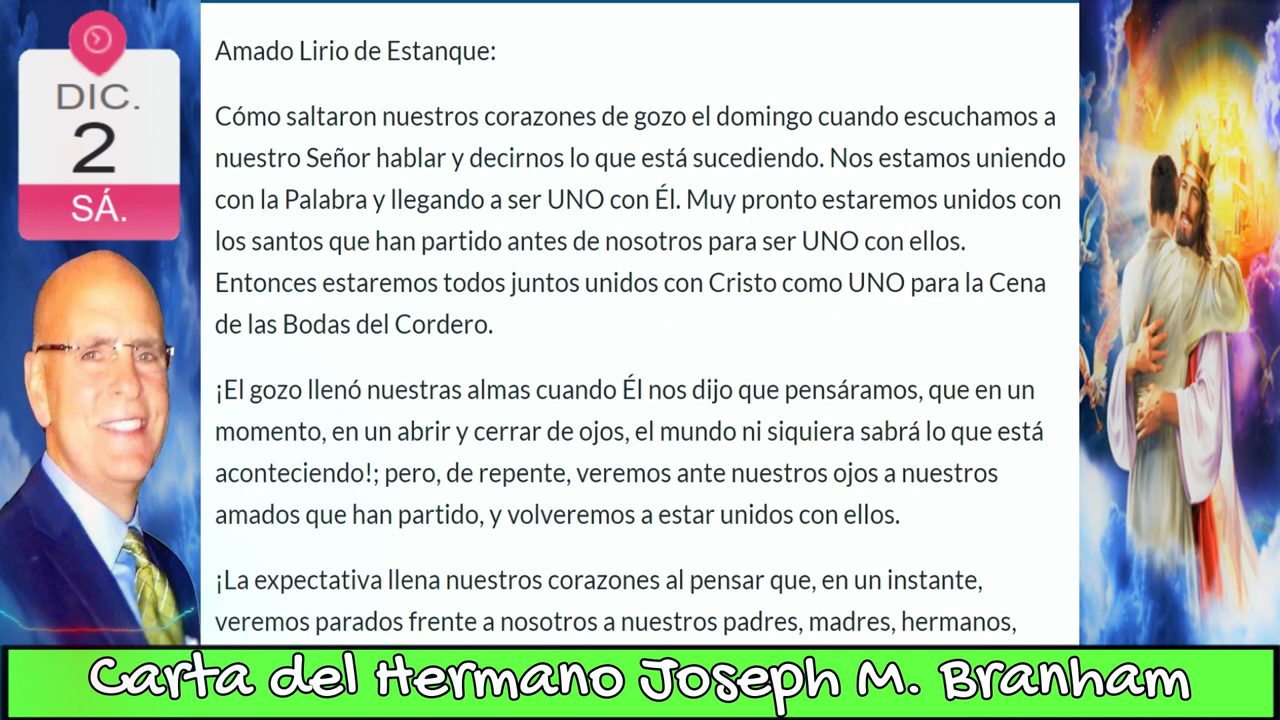 DIC.
2
SÁ.
Amado Lirio de Estanque:
Cómo saltaron nuestros corazones de gozo el domingo cuando escuchamos a
nuestro Señor hablar y decirnos lo que está sucediendo. Nos estamos uniendo
con la Palabra y llegando a ser UNO con Él. Muy pronto estaremos unidos con
los santos que han partido antes de nosotros para ser UNO con ellos.
Entonces estaremos todos juntos unidos con Cristo como UNO para la Cena
de las Bodas del Cordero.
¡El gozo llenó nuestras almas cuando Él nos dijo que pensáramos, que en un
momento, en un abrir y cerrar de ojos, el mundo ni siquiera sabrá lo que está
aconteciendo!; pero, de repente, veremos ante nuestros ojos a nuestros
amados que han partido, y volveremos a estar unidos con ellos.
¡La expectativa llena nuestros corazones al pensar que, en un instante,
veremos parados frente a nosotros a nuestros padres, madres, hermanos,
Carta del Hermano Joseph M. Branham